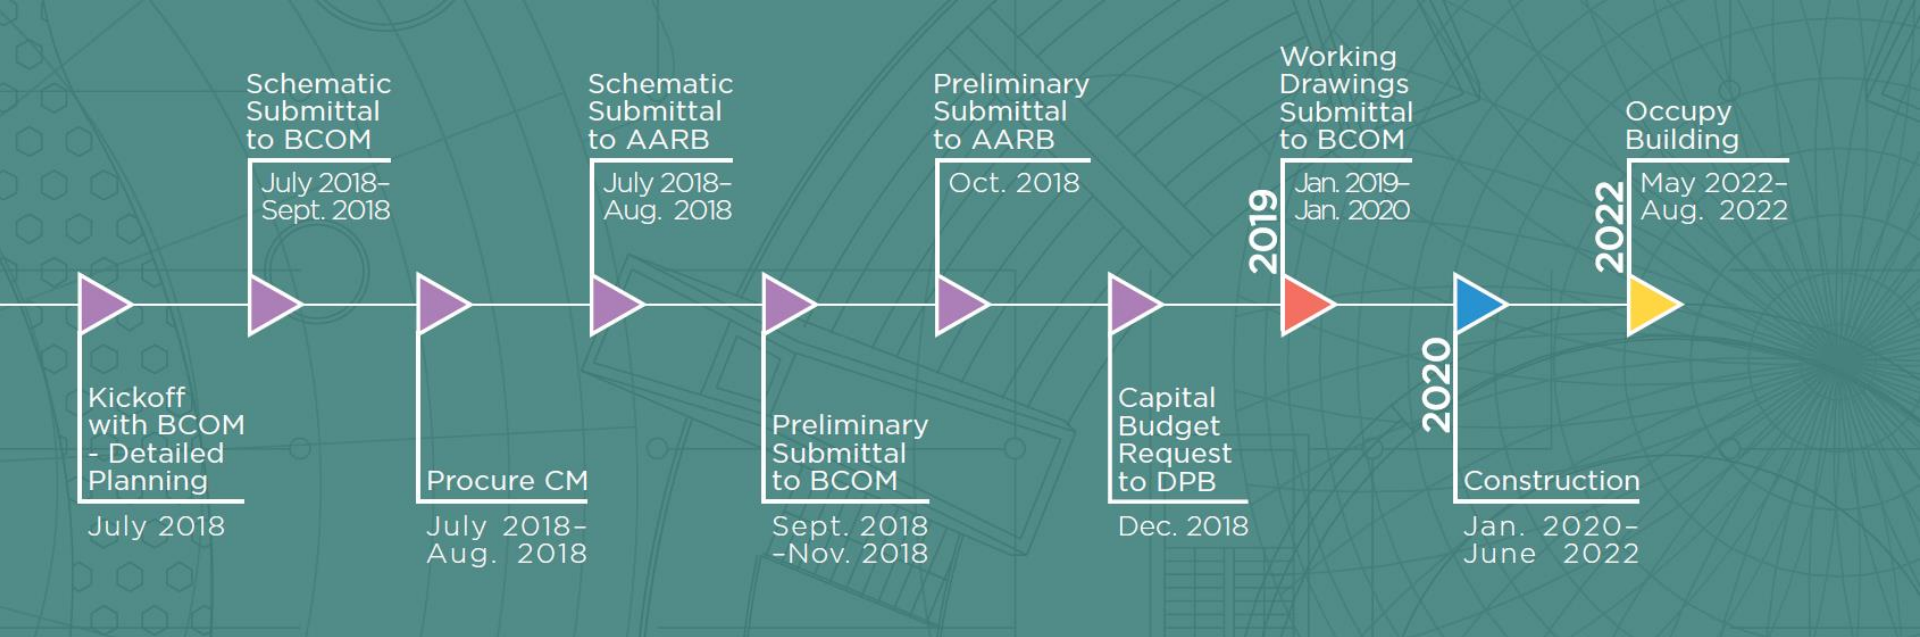 Kickoff
with BCOM
- Detailed
Planning
July 2018
Schematic
Submittal
to BCOM
July 2018–
Sept. 2018
Procure CM
July 2018–
Aug. 2018
Schematic
Submittal
to AARB
July 2018–
Aug. 2018
Preliminary
Submittal
to BCOM
Sept. 2018
–Nov. 2018
Preliminary
Submittal
to AARB
Oct. 2018
Capital
Budget
Request
to DPB
Dec. 2018
2019
Working
Drawings
Submittal
to BCOM
Jan. 2019–
Jan. 2020
2020
Construction
Jan. 2020–
June 2022
2022
Occupy
Building
May 2022–
Aug. 2022